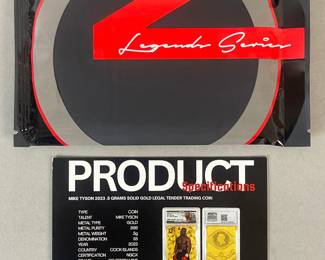 Legends Series
PRODUCT
Specifications
MIKE TYSON 2023 .5 GRAMS SOLID GOLD LEGAL TENDER TRADING COIN
TYPE COIN
TALENT MIKE TYSON
METAL TYPE GOLD
METAL PURITY .999
METAL WEIGHT .5g
DENOMINATION $5
YEAR 2023
COUNTRY COOK ISLANDS
CERTIFICATION